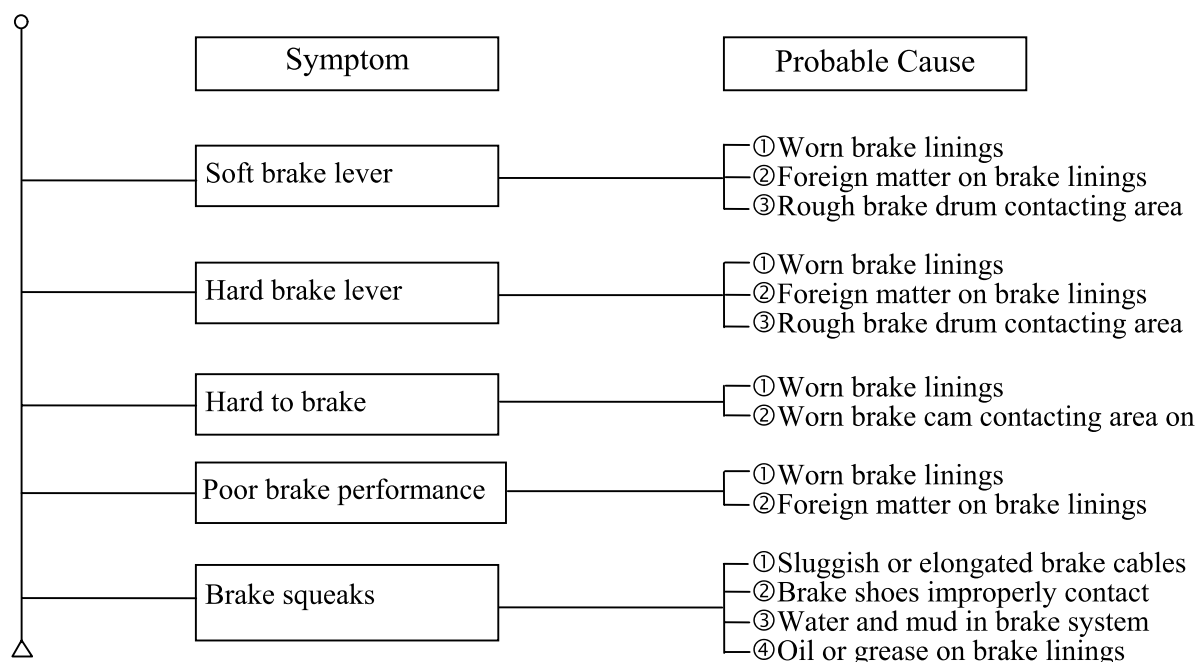 Symptom
Probable Cause
Soft brake lever
①Worn brake linings
②Foreign matter on brake linings
③Rough brake drum contacting area
Hard brake lever
①Worn brake linings
②Foreign matter on brake linings
③Rough brake drum contacting area
Hard to brake
①Worn brake linings
②Worn brake cam contacting area on
Poor brake performance
①Worn brake linings
②Foreign matter on brake linings
Brake squeaks
①Sluggish or elongated brake cables
②Brake shoes improperly contact
③Water and mud in brake system
④Oil or grease on brake linings